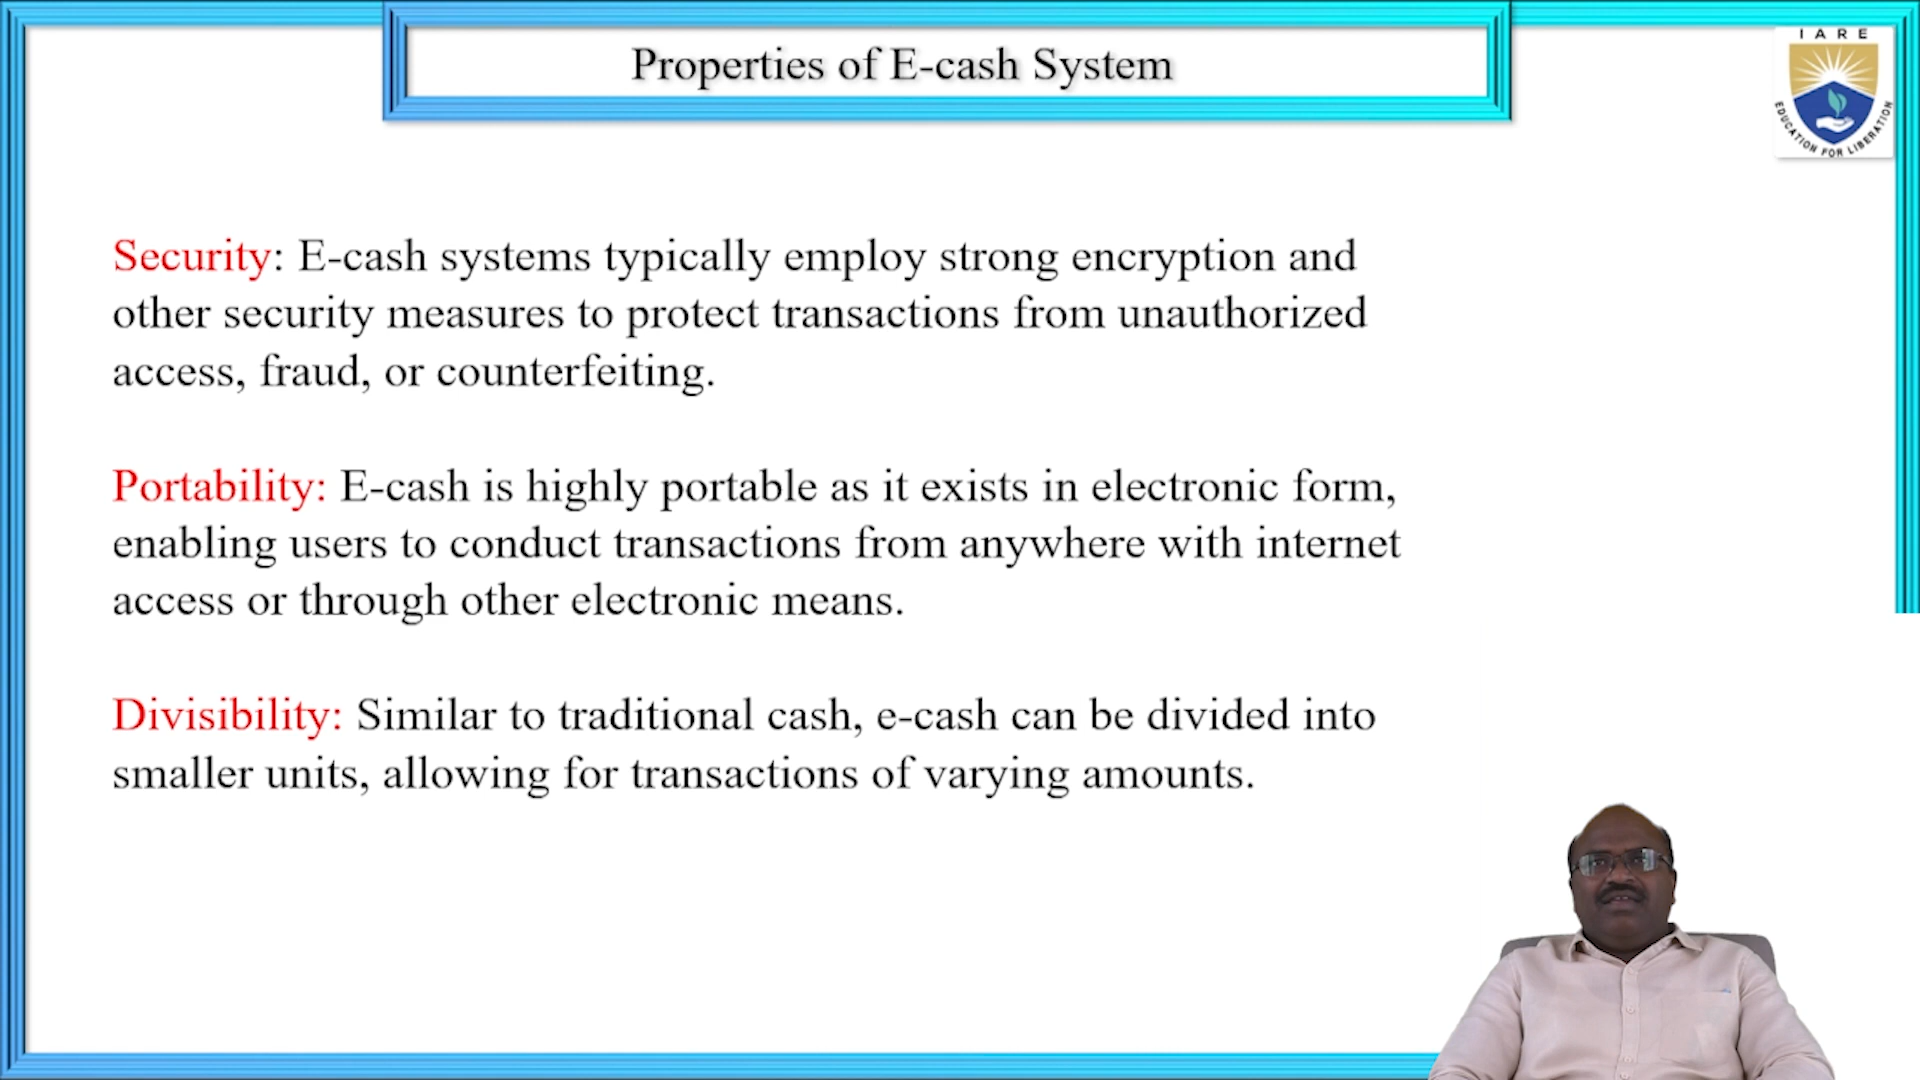 Properties of E-cash System
IARE
EDUCATION FOR LIBERATION
Security: E-cash systems typically employ strong encryption and
other security measures to protect transactions from unauthorized
access, fraud, or counterfeiting.
Portability: E-cash is highly portable as it exists in electronic form,
enabling users to conduct transactions from anywhere with internet
access or through other electronic means.
Divisibility: Similar to traditional cash, e-cash can be divided into
smaller units, allowing for transactions of varying amounts.